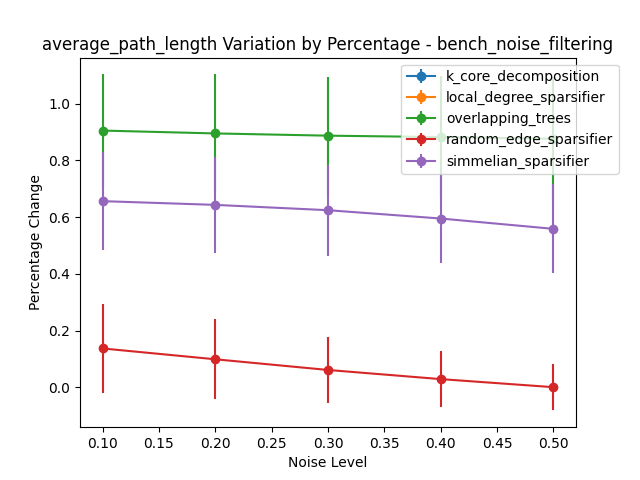 average_path_length Variation by Percentage - bench_noise_filtering
k_core_decomposition
local_degree_sparsifier
overlapping_trees
random_edge_sparsifier
simmelian_sparsifier
Percentage Change
1.0
0.8
0.6
0.4
0.2
0.0
0.10 0.15 0.20 0.25 0.30 0.35 0.40 0.45 0.50
Noise Level